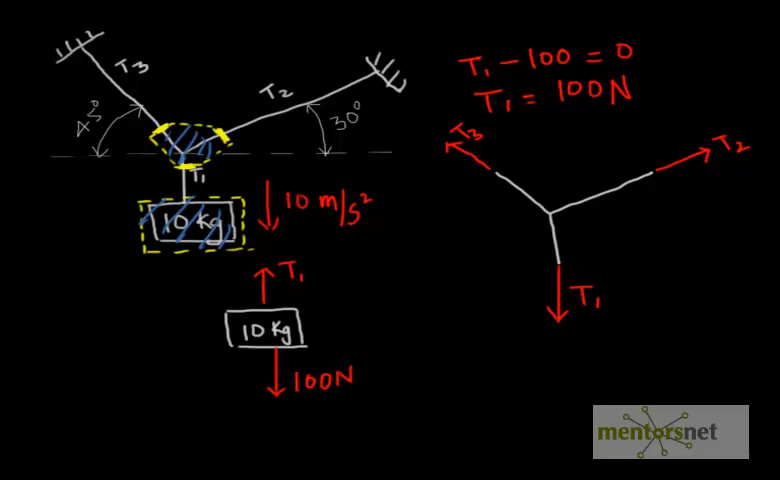 T3
T2
45°
30°
T1
10 Kg
10 m/s²
T1
10 Kg
100N
T1 - 100 = 0
T1 = 100N
T3
T2
T1
mentorsnet